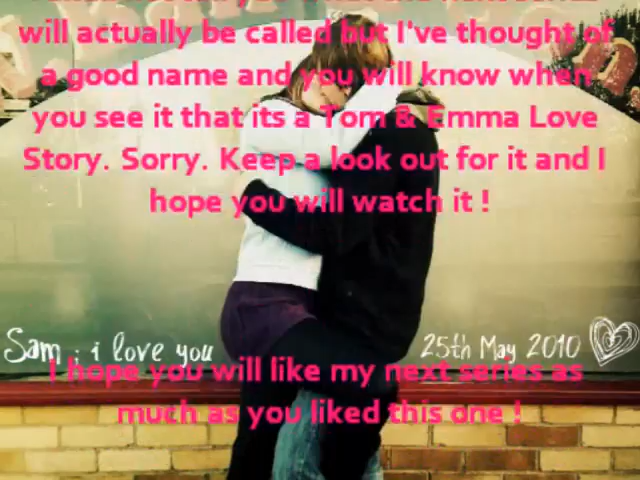 will actually be called but I've thought of
a good name and you will know when
you see it that its a Tom & Emma Love
Story. Sorry. Keep a look out for it and I
hope you will watch it !
Sam : i love you
25th May 2010
I hope you will like my next series as
much as you liked this one !